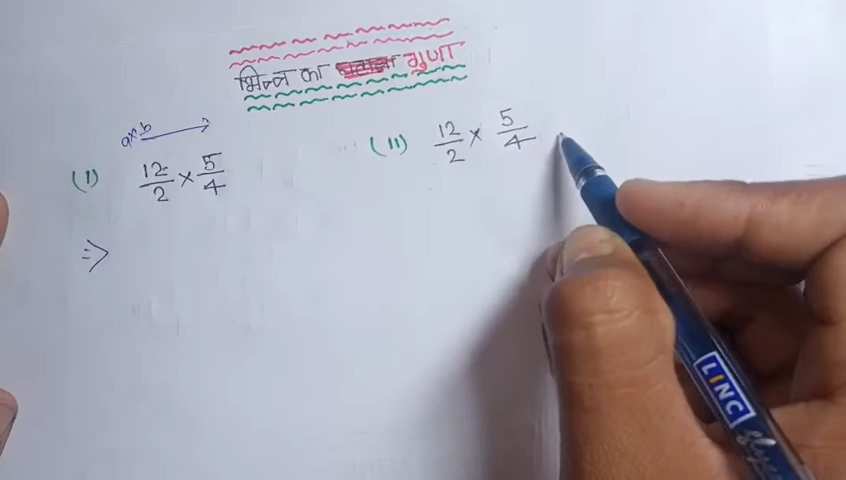 भिन्न का गुणा
a×b
(I) 12/2 × 5/4
(II) 12/2 × 5/4
⇒
LINC